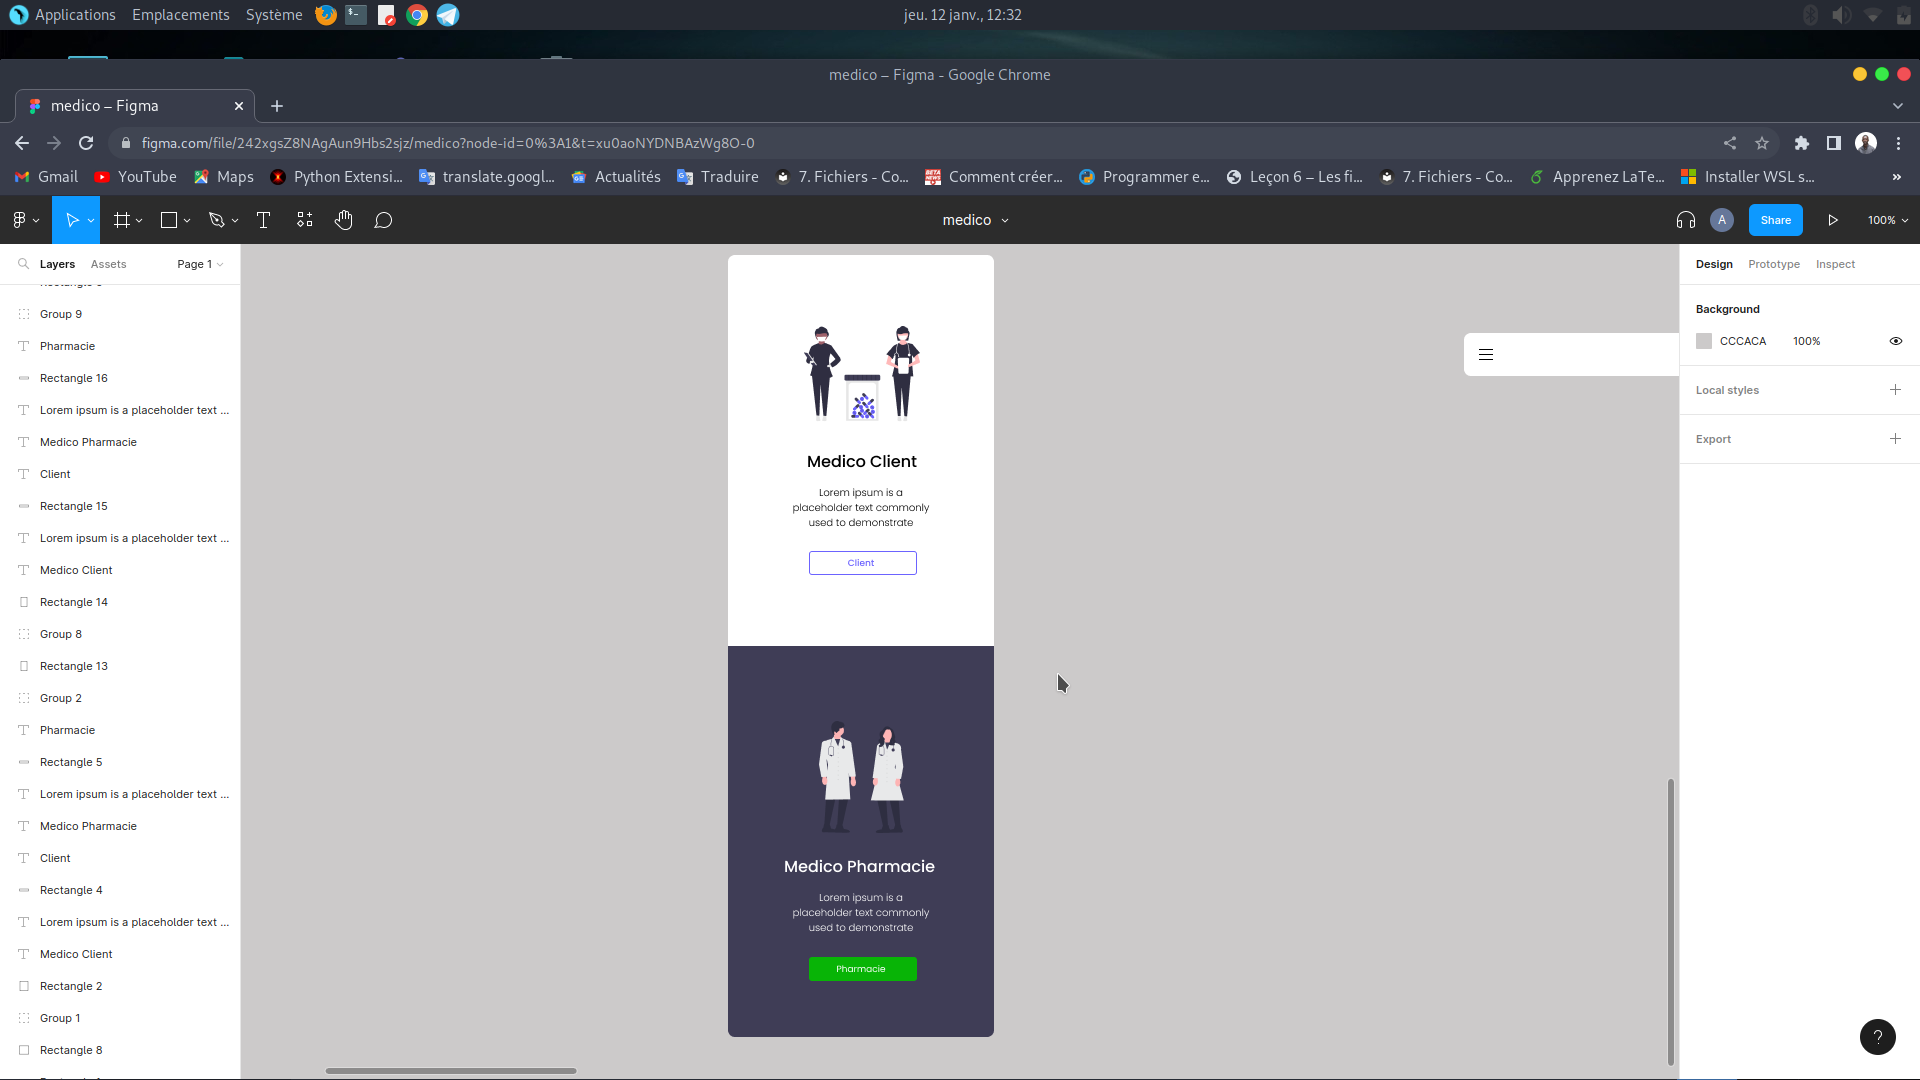 Applications Emplacements Système
jeu. 12 janv., 12:32
medico – Figma - Google Chrome
medico – Figma
figma.com/file/242xgsZ8NAgAun9Hbs2sjz/medico?node-id=0%3A1&t=xu0aoNYDNBAzWg8O-0
Gmail YouTube Maps Python Extensi... translate.googl... Actualités Traduire 7. Fichiers - Co... Comment créer... Programmer e... Leçon 6 – Les fi... 7. Fichiers - Co... Apprenez LaTe... Installer WSL s... »
medico
A
Share
100%
Layers Assets Page 1
Group 9
Pharmacie
Rectangle 16
Lorem ipsum is a placeholder text ...
Medico Pharmacie
Client
Rectangle 15
Lorem ipsum is a placeholder text ...
Medico Client
Rectangle 14
Group 8
Rectangle 13
Group 2
Pharmacie
Rectangle 5
Lorem ipsum is a placeholder text ...
Medico Pharmacie
Client
Rectangle 4
Lorem ipsum is a placeholder text ...
Medico Client
Rectangle 2
Group 1
Rectangle 8
Medico Client
Lorem ipsum is a
placeholder text commonly
used to demonstrate
Client
Medico Pharmacie
Lorem ipsum is a
placeholder text commonly
used to demonstrate
Pharmacie
Design Prototype Inspect
Background
CCCACA 100%
Local styles
Export
?